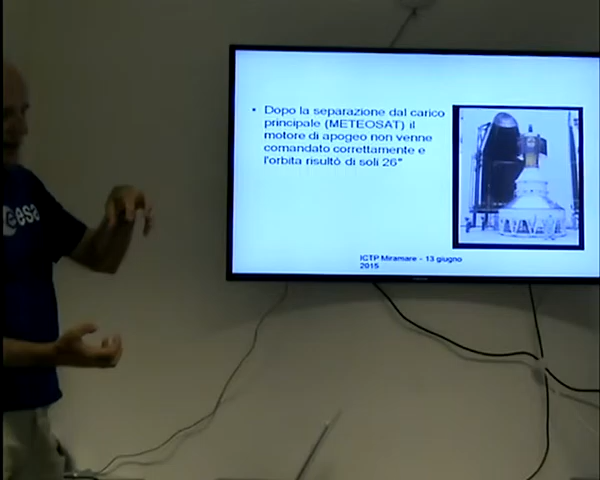 • Dopo la separazione dal carico
principale (METEOSAT) il
motore di apogeo non venne
comandato correttamente e
l'orbita risultò di soli 26"
ICTP Miramare - 13 giugno
2015
esa